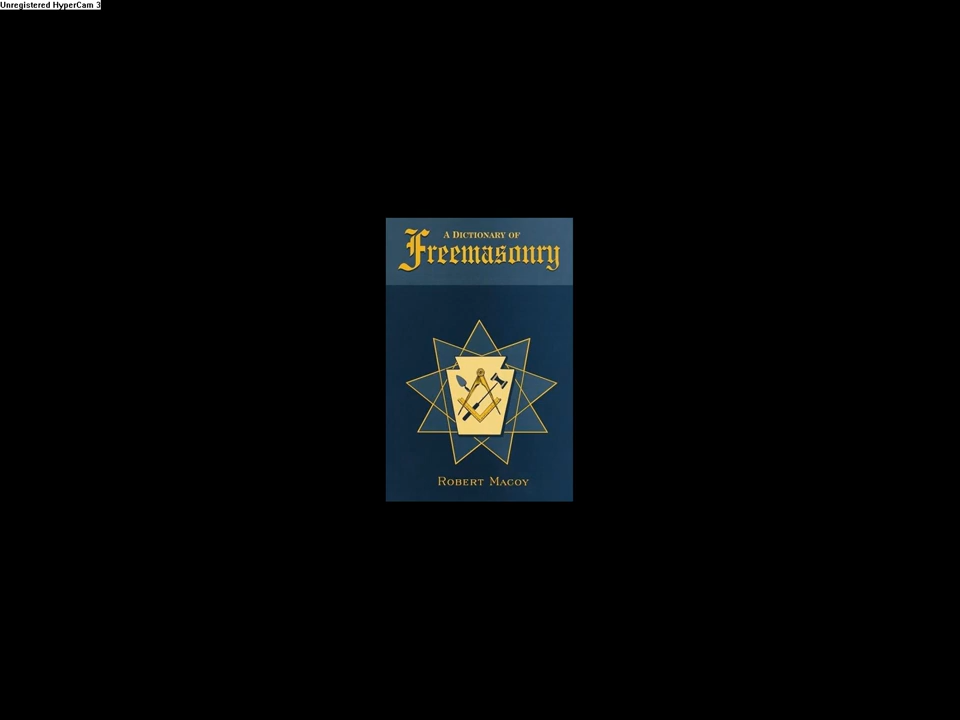 Unregistered HyperCam 3
A DICTIONARY OF
Freemasonry
ROBERT MACOY